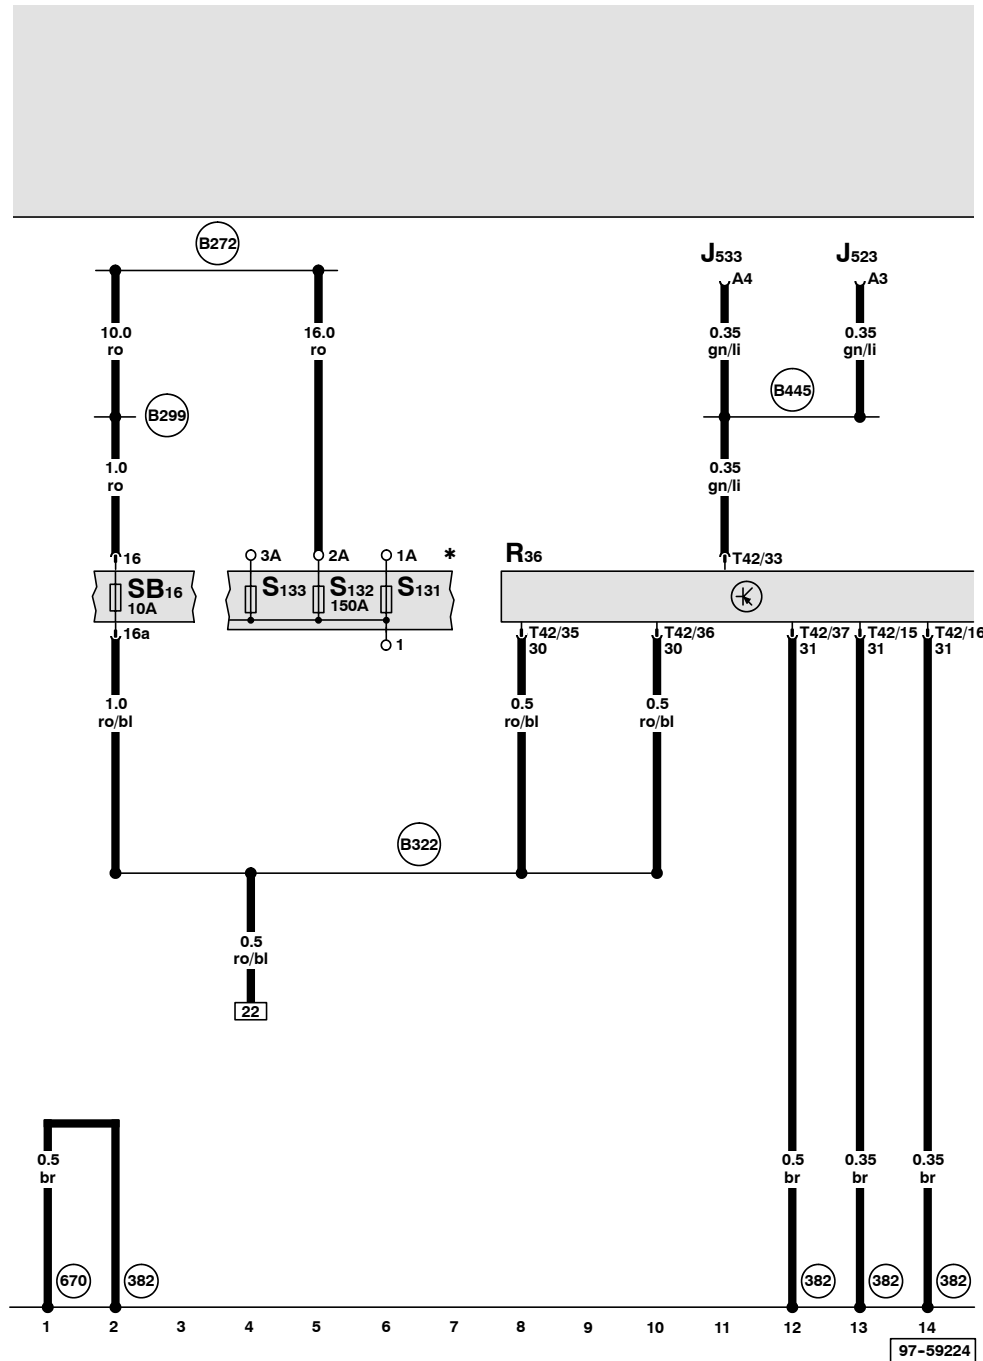 B272
J533 J523
A4 A3
10.0
ro
16.0
ro
0.35
gn/li
0.35
gn/li
B299
B445
1.0
ro
0.35
gn/li
16
3A 2A 1A *
R36
T42/33
SB16
10A
S133 S132 S131
150A
16a
1
T42/35
30
T42/36
30
T42/37
31
T42/15
31
T42/16
31
1.0
ro/bl
0.5
ro/bl
0.5
ro/bl
B322
0.5
ro/bl
22
0.5
br
0.5
br
0.35
br
0.35
br
670 382 382 382 382
1 2 3 4 5 6 7 8 9 10 11 12 13 14
97-59224